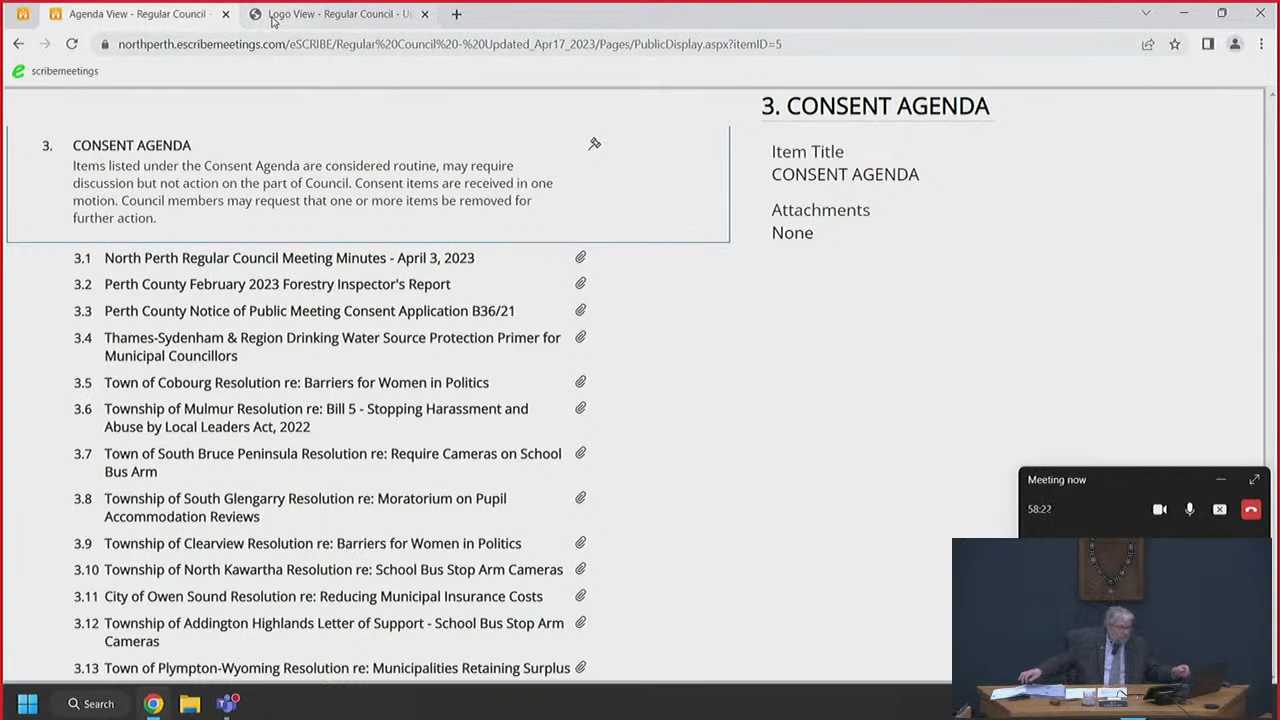 Agenda View - Regular Council -
Logo View - Regular Council - U
northperth.escribemeetings.com/eSCRIBE/Regular%20Council%20-%20Updated_Apr17_2023/Pages/PublicDisplay.aspx?itemID=5
scribemeetings
3. CONSENT AGENDA
Items listed under the Consent Agenda are considered routine, may require
discussion but not action on the part of Council. Consent items are received in one
motion. Council members may request that one or more items be removed for
further action.
3.1 North Perth Regular Council Meeting Minutes - April 3, 2023
3.2 Perth County February 2023 Forestry Inspector's Report
3.3 Perth County Notice of Public Meeting Consent Application B36/21
3.4 Thames-Sydenham & Region Drinking Water Source Protection Primer for
Municipal Councillors
3.5 Town of Cobourg Resolution re: Barriers for Women in Politics
3.6 Township of Mulmur Resolution re: Bill 5 - Stopping Harassment and
Abuse by Local Leaders Act, 2022
3.7 Town of South Bruce Peninsula Resolution re: Require Cameras on School
Bus Arm
3.8 Township of South Glengarry Resolution re: Moratorium on Pupil
Accommodation Reviews
3.9 Township of Clearview Resolution re: Barriers for Women in Politics
3.10 Township of North Kawartha Resolution re: School Bus Stop Arm Cameras
3.11 City of Owen Sound Resolution re: Reducing Municipal Insurance Costs
3.12 Township of Addington Highlands Letter of Support - School Bus Stop Arm
Cameras
3.13 Town of Plympton-Wyoming Resolution re: Municipalities Retaining Surplus
3. CONSENT AGENDA
Item Title
CONSENT AGENDA
Attachments
None
Meeting now
58:22
Search